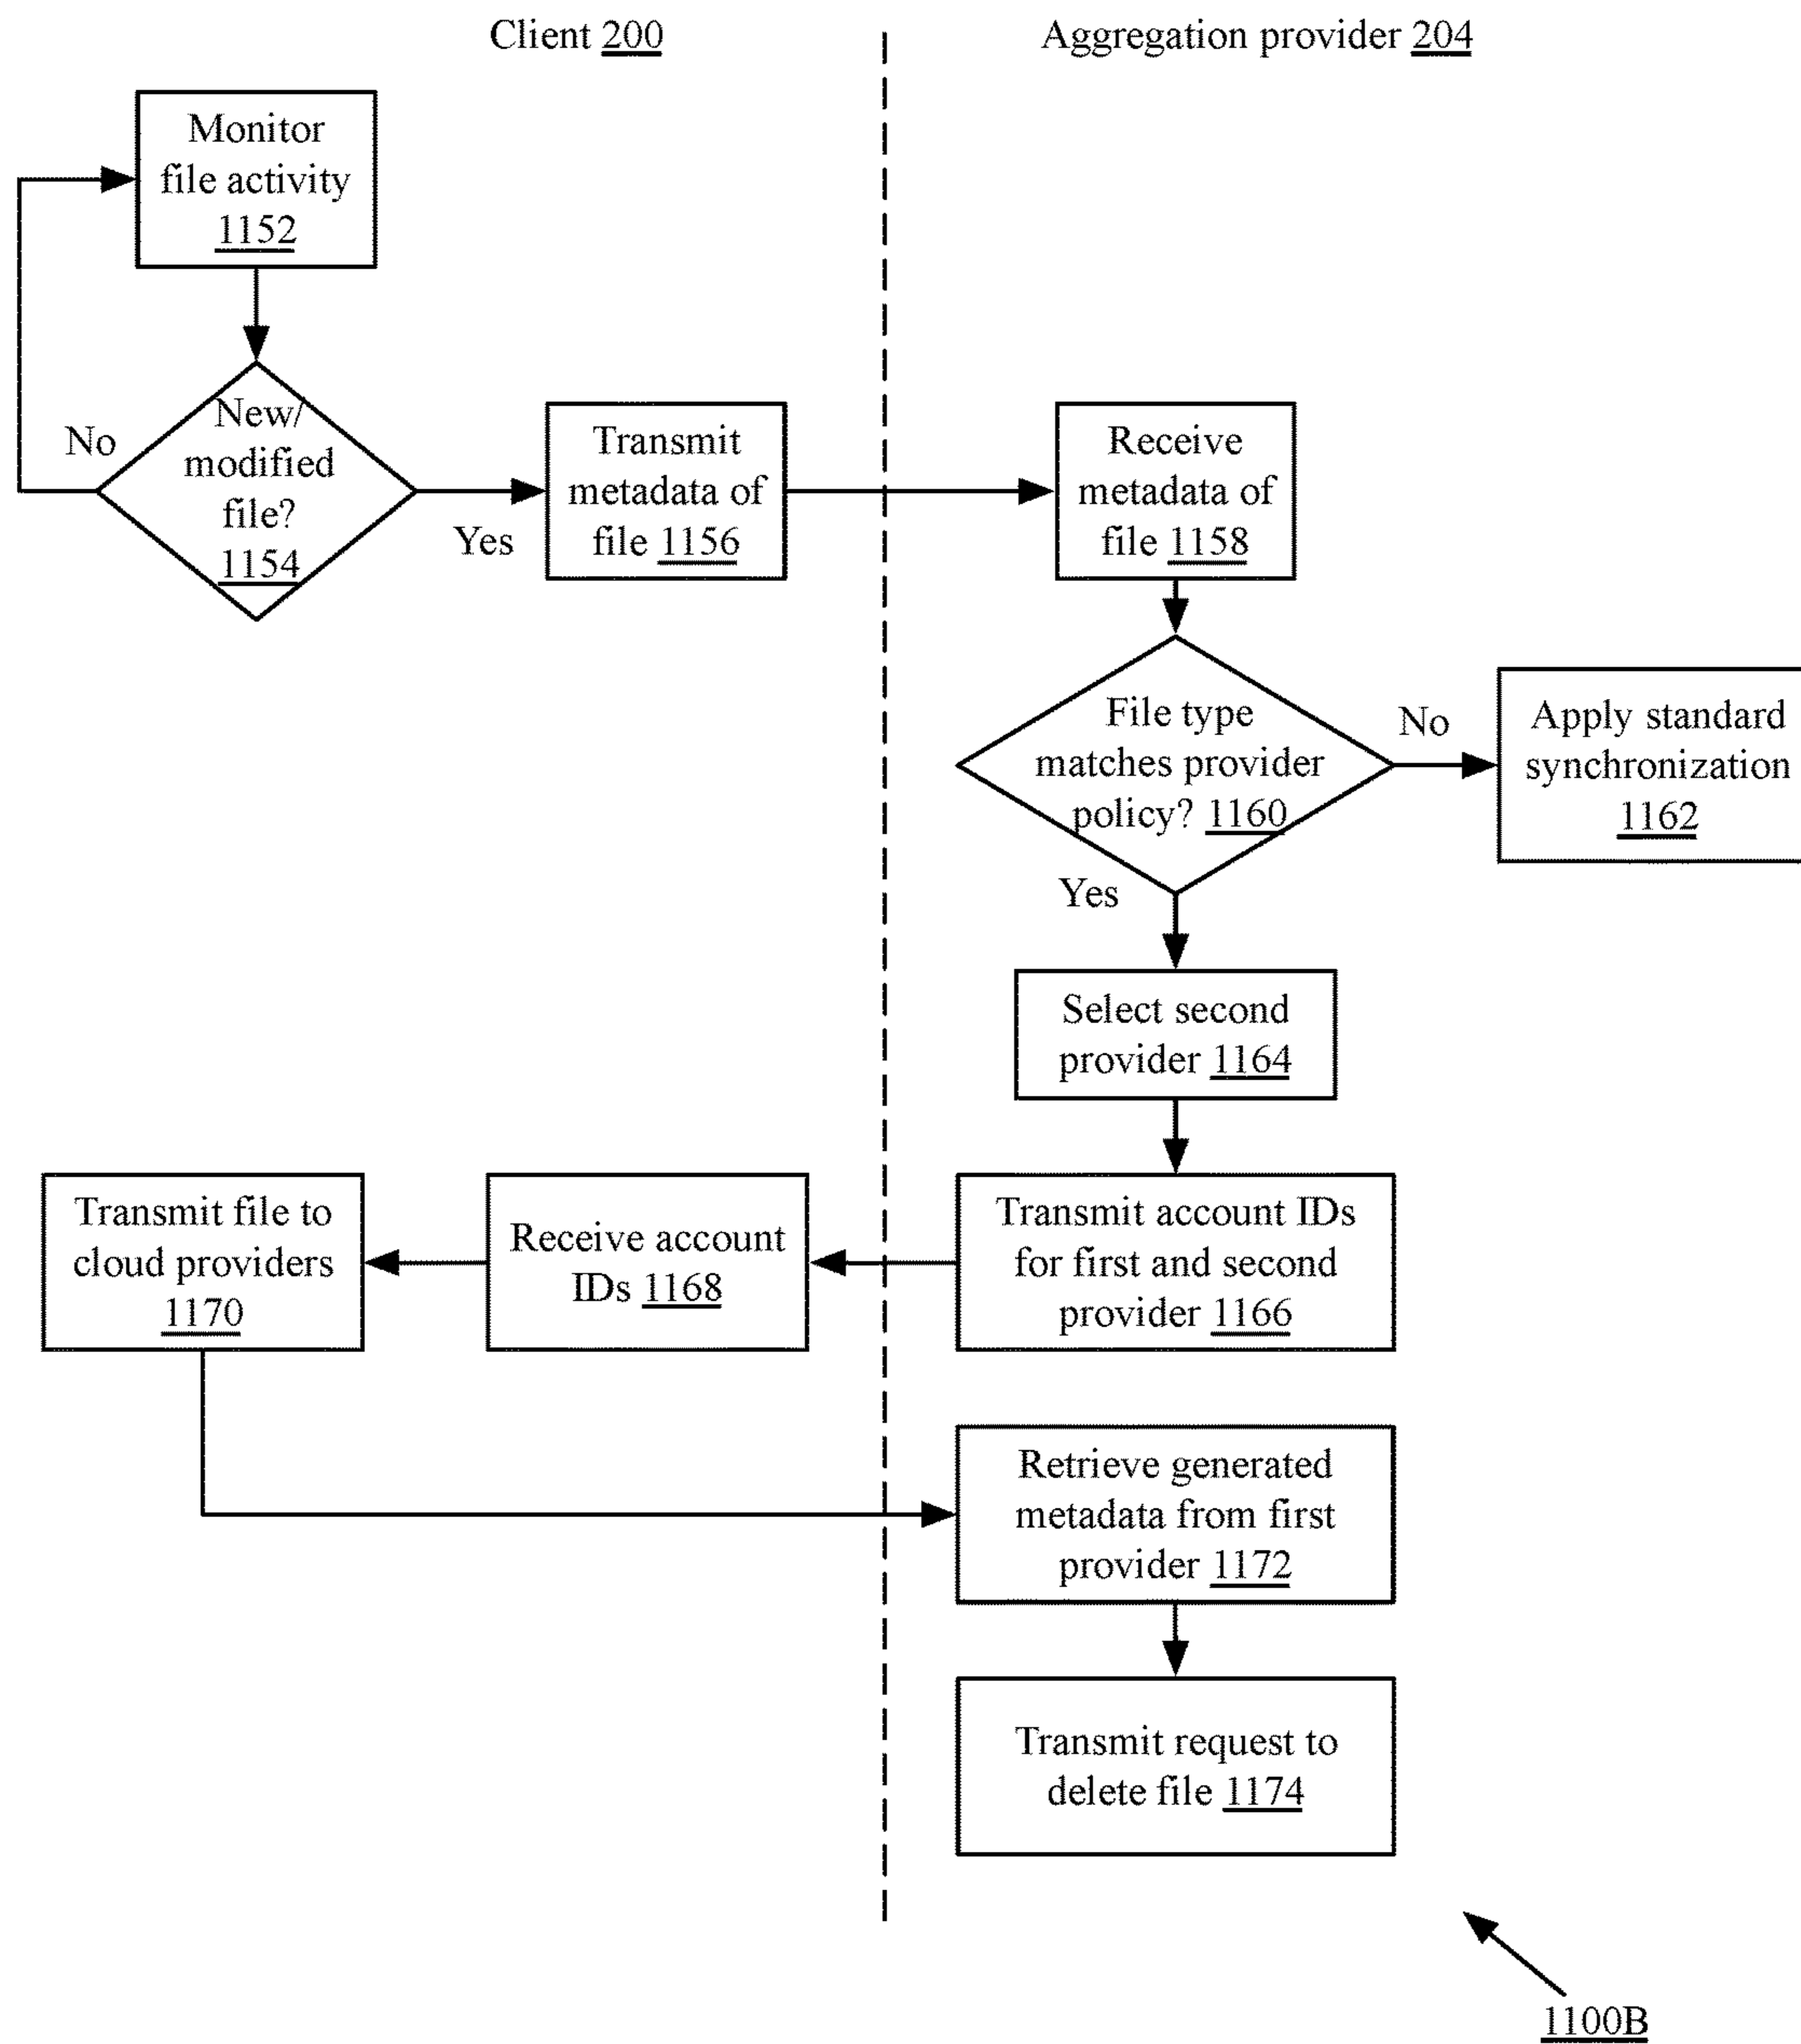 Client 200
Aggregation provider 204
Monitor
file activity
1152
New/
modified
file?
1154
No
Yes
Transmit
metadata of
file 1156
Receive
metadata of
file 1158
File type
matches provider
policy? 1160
No
Apply standard
synchronization
1162
Yes
Select second
provider 1164
Transmit account IDs
for first and second
provider 1166
Receive account
IDs 1168
Transmit file to
cloud providers
1170
Retrieve generated
metadata from first
provider 1172
Transmit request to
delete file 1174
1100B